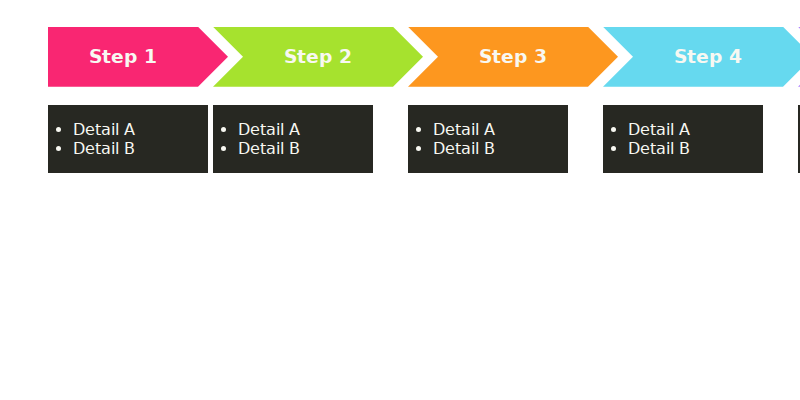 Step 1
Step 2
Step 3
Step 4
• Detail A
• Detail B
• Detail A
• Detail B
• Detail A
• Detail B
• Detail A
• Detail B